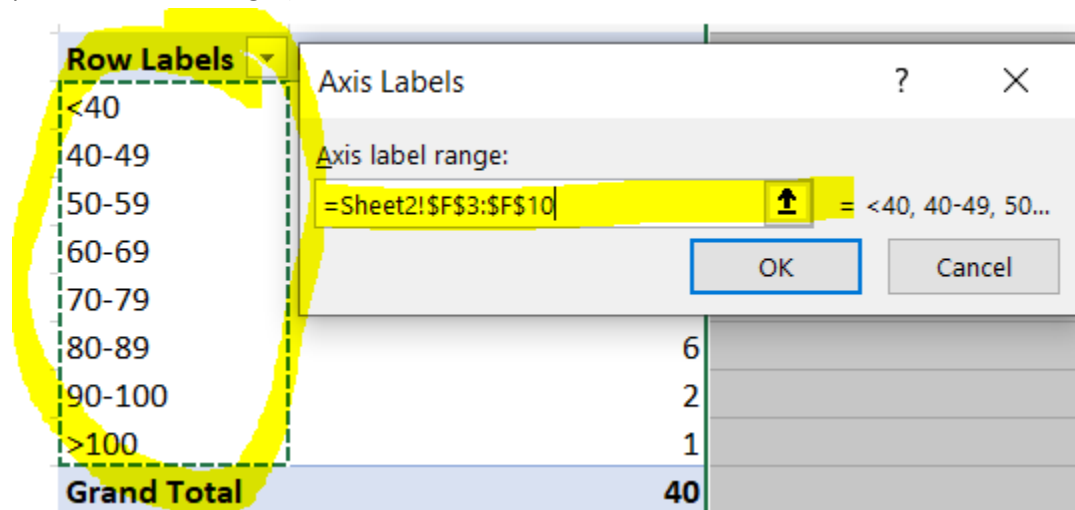 Row Labels
Axis Labels ? ×
<40
40-49
Axis label range:
50-59
=Sheet2!$F$3:$F$10 = <40, 40-49, 50...
60-69
OK Cancel
70-79
80-89 6
90-100 2
>100 1
Grand Total 40